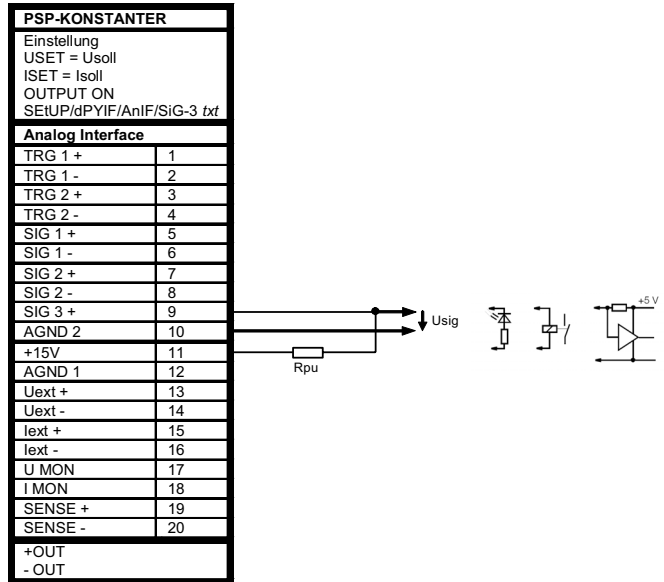 PSP-KONSTANTER
Einstellung
USET = Usoll
ISET = Isoll
OUTPUT ON
SEtUP/dPYIF/AnIF/SiG-3 txt
Analog Interface
TRG 1 + 1
TRG 1 - 2
TRG 2 + 3
TRG 2 - 4
SIG 1 + 5
SIG 1 - 6
SIG 2 + 7
SIG 2 - 8
SIG 3 + 9
AGND 2 10
+15V 11
AGND 1 12
Uext + 13
Uext - 14
Iext + 15
Iext - 16
U MON 17
I MON 18
SENSE + 19
SENSE - 20
+OUT
- OUT
Usig
Rpu
+5 V